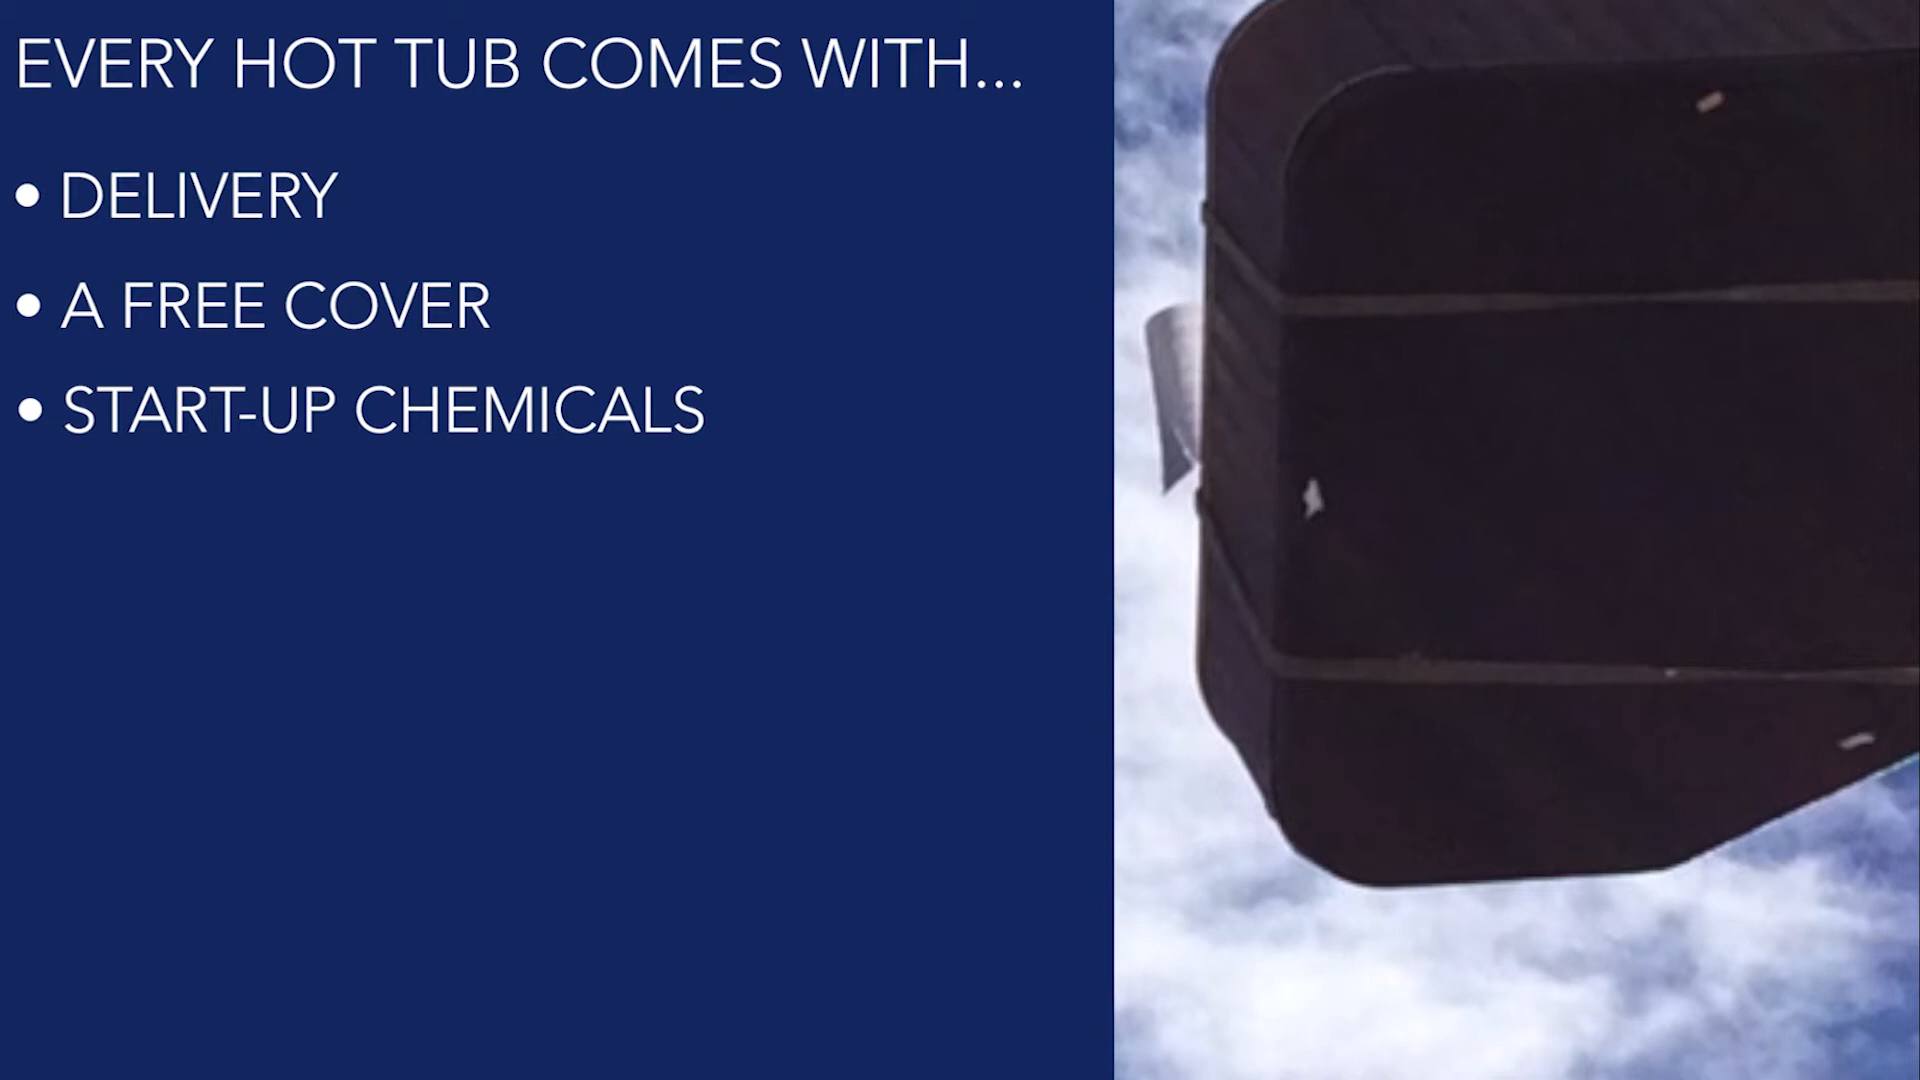 EVERY HOT TUB COMES WITH...
• DELIVERY
• A FREE COVER
• START-UP CHEMICALS